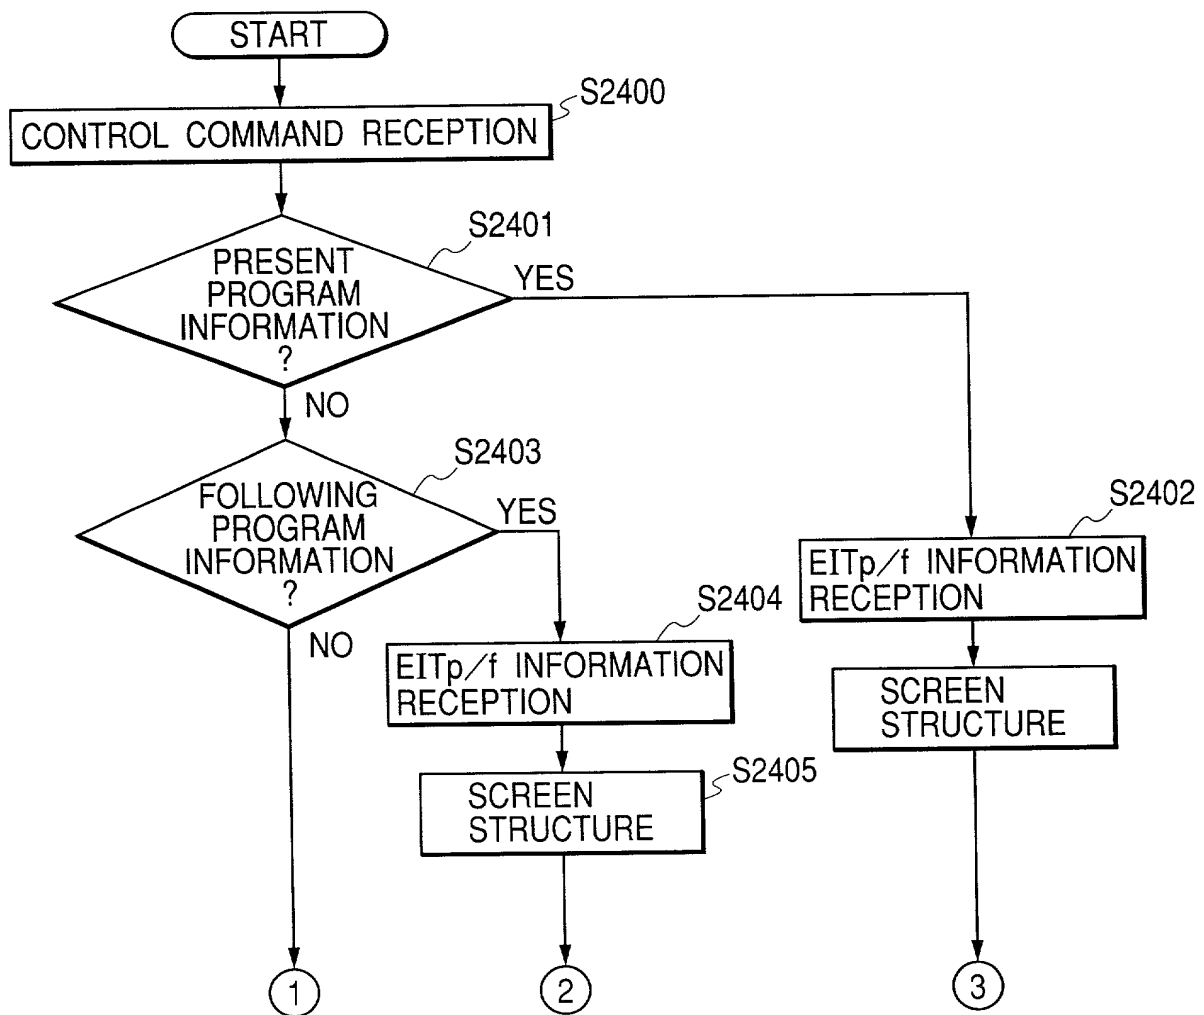 START
S2400
CONTROL COMMAND RECEPTION
S2401
PRESENT
PROGRAM
INFORMATION
?
YES
NO
S2403
FOLLOWING
PROGRAM
INFORMATION
?
YES
NO
S2402
EITp/f INFORMATION
RECEPTION
S2404
EITp/f INFORMATION
RECEPTION
SCREEN
STRUCTURE
S2405
SCREEN
STRUCTURE
1
2
3